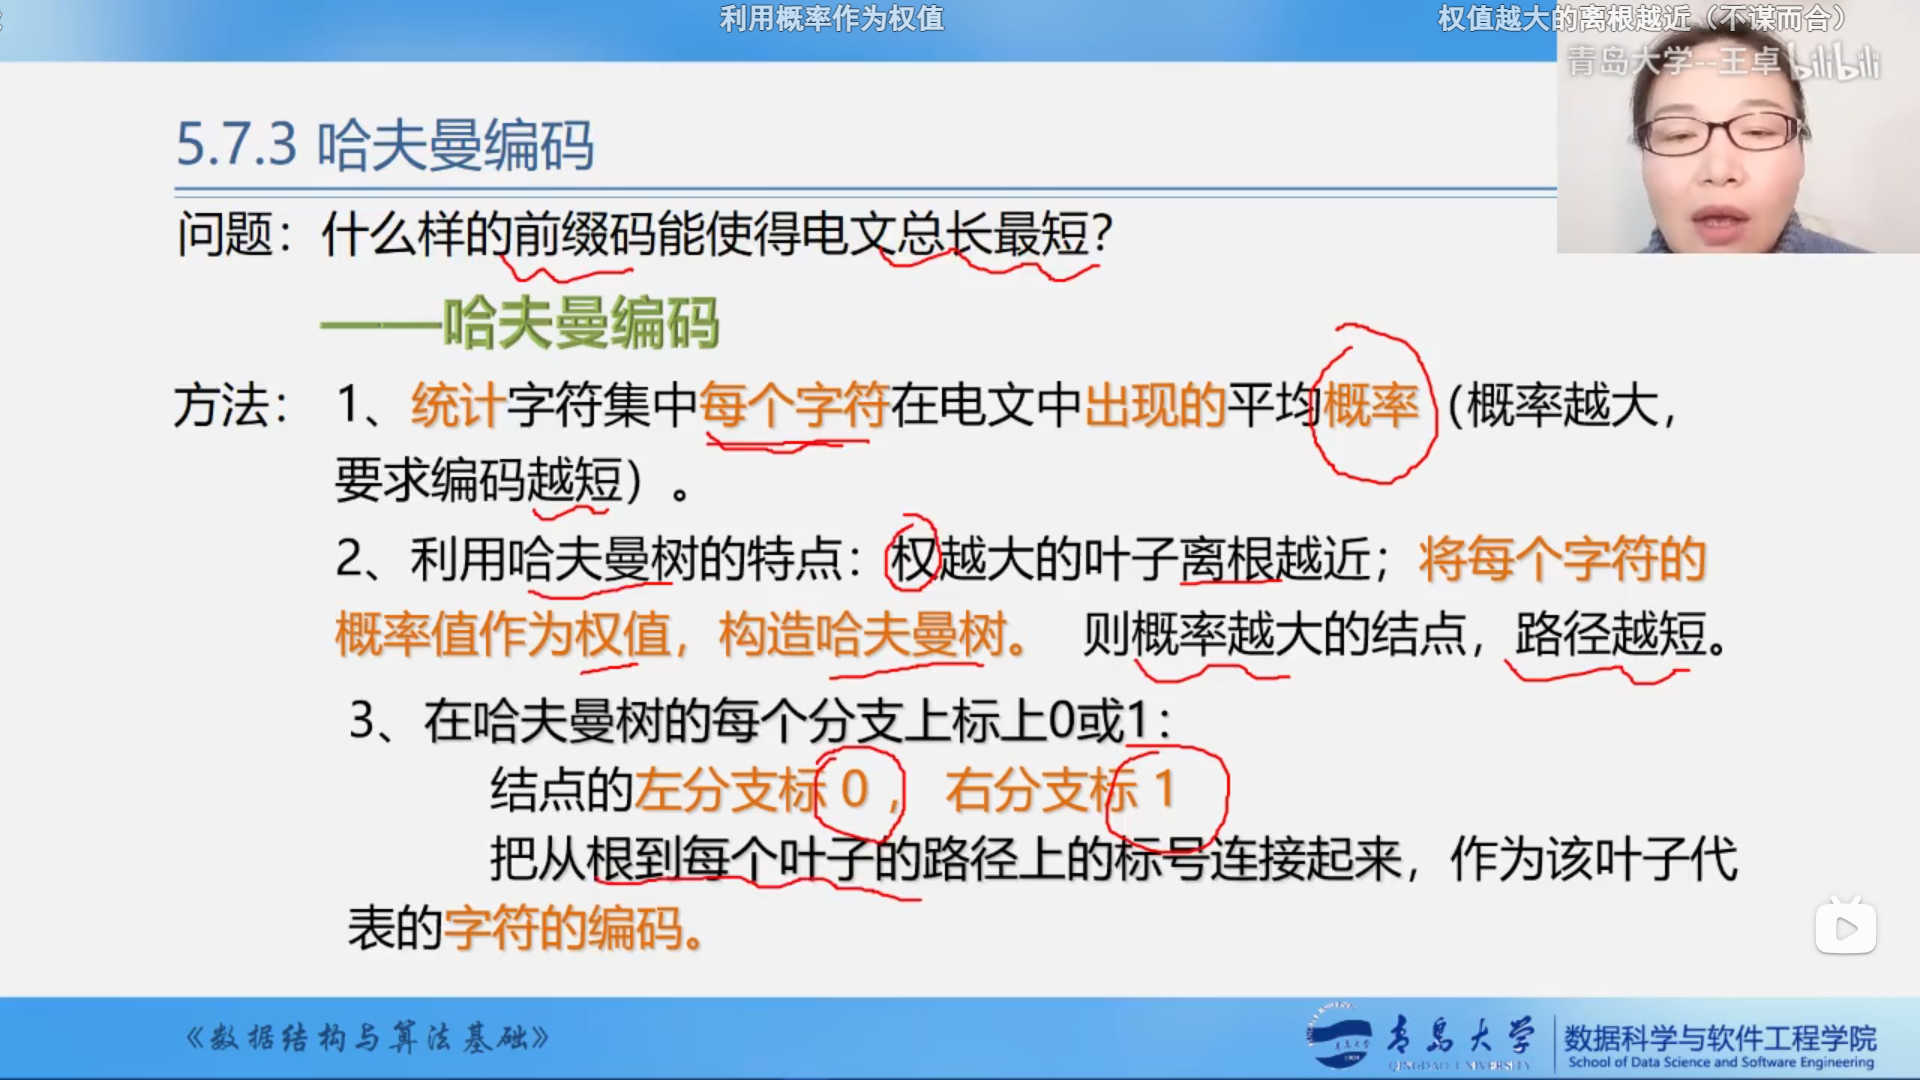 利用概率作为权值
权值越大的离根越近（不谋而合）
青岛大学--王卓 bilibili
5.7.3 哈夫曼编码
问题：什么样的前缀码能使得电文总长最短？
——哈夫曼编码
方法：1、统计字符集中每个字符在电文中出现的平均概率（概率越大，
要求编码越短）。
2、利用哈夫曼树的特点：权越大的叶子离根越近；将每个字符的
概率值作为权值，构造哈夫曼树。则概率越大的结点，路径越短。
3、在哈夫曼树的每个分支上标上0或1：
结点的左分支标 0 ，右分支标 1
把从根到每个叶子的路径上的标号连接起来，作为该叶子代
表的字符的编码。
《数据结构与算法基础》
青岛大学
QINGDAO UNIVERSITY
数据科学与软件工程学院
School of Data Science and Software Engineering